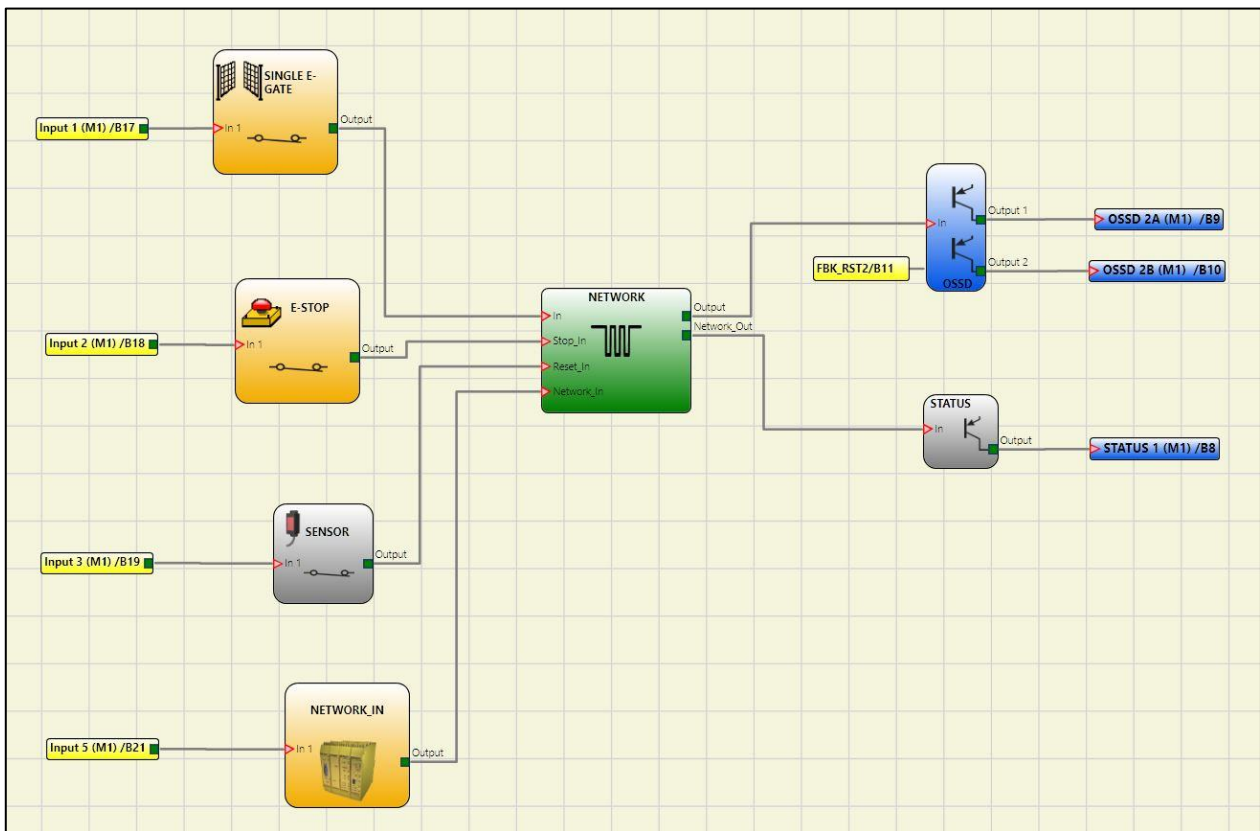 SINGLE E-
GATE
Input 1 (M1) /B17
In 1
Output
E-STOP
Input 2 (M1) /B18
In 1
Output
SENSOR
Input 3 (M1) /B19
In 1
Output
NETWORK_IN
Input 5 (M1) /B21
In 1
Output
NETWORK
In
Stop_In
Reset_In
Network_In
Output
Network_Out
In
Output 1
Output 2
OSSD
FBK_RST2/B11
OSSD 2A (M1) /B9
OSSD 2B (M1) /B10
STATUS
In
Output
STATUS 1 (M1) /B8